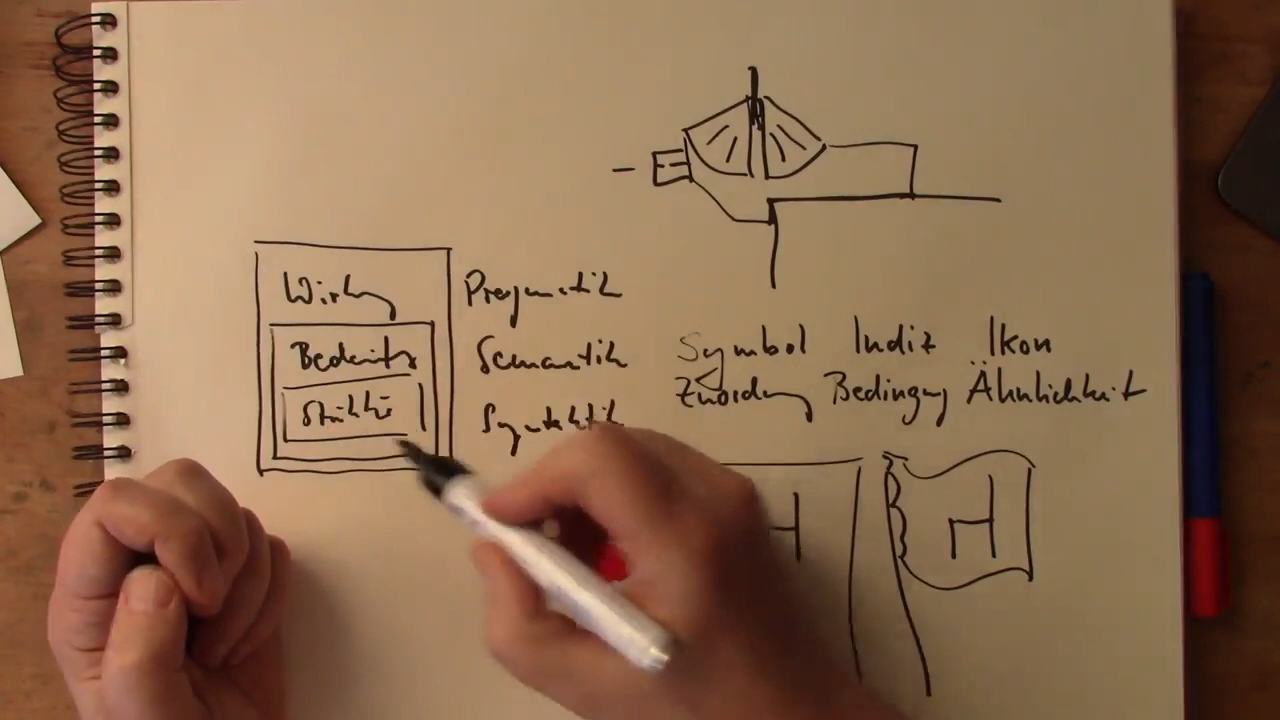 Wirkung Pragmatik
Bedeutung Semantik Symbol Indiz Ikon
Struktur Syntaktik Zuordnung Bedingung Ähnlichkeit
H H